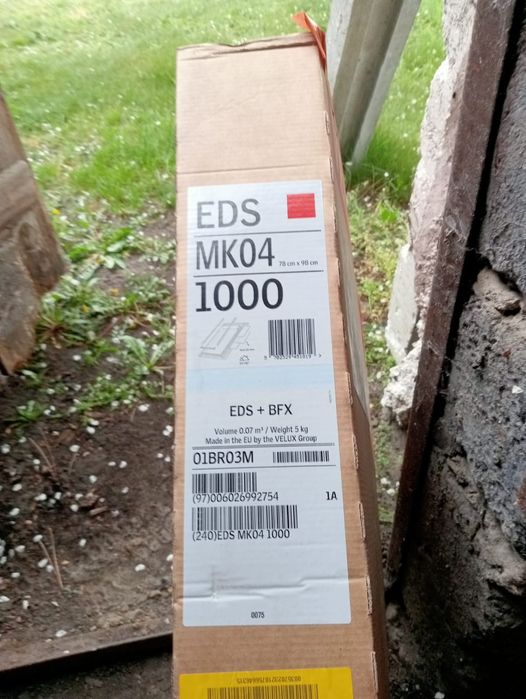 EDS
MK04 78 cm x 98 cm
1000
EDS + BFX
Volume 0.07 m³ / Weight 5 kg
Made in the EU by the VELUX Group
01BR03M
(97)006026992754 1A
(240)EDS MK04 1000
0075